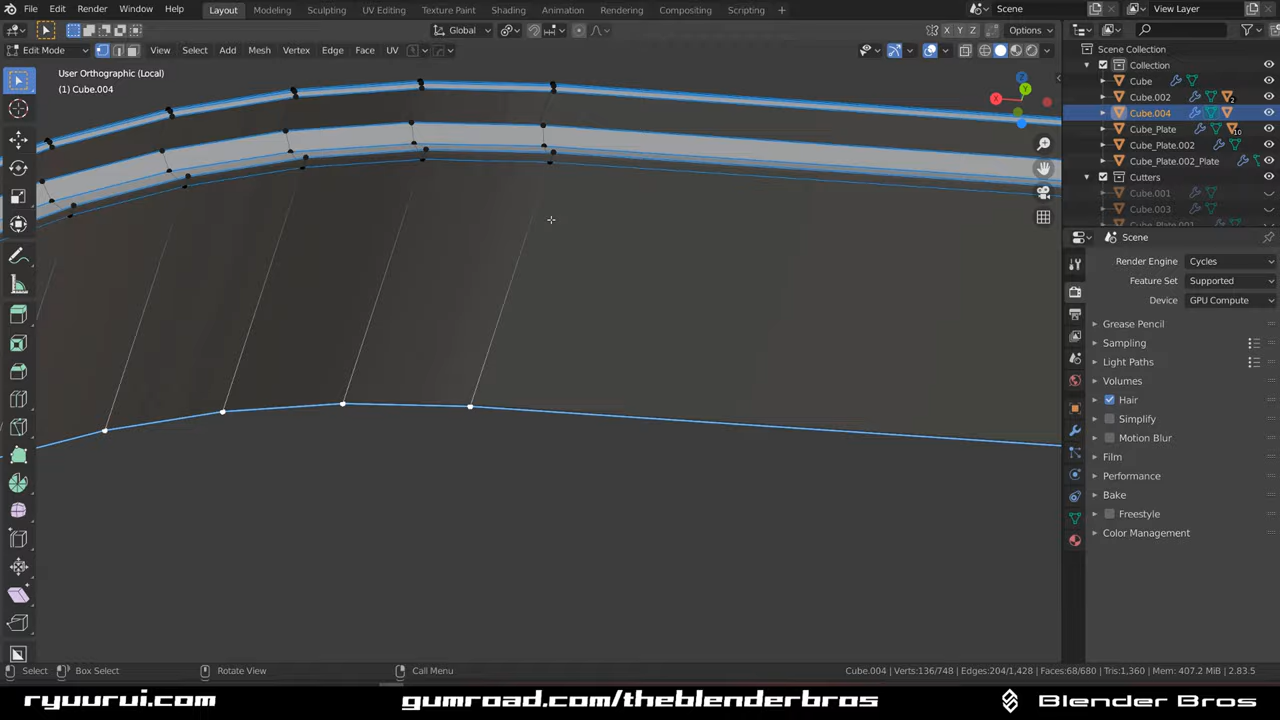 File Edit Render Window Help Layout Modeling Sculpting UV Editing Texture Paint Shading Animation Rendering Compositing Scripting + Scene View Layer
Global X Y Z Options
Edit Mode View Select Add Mesh Vertex Edge Face UV
User Orthographic (Local)
(1) Cube.004
X Y Z
Scene Collection
Collection
Cube
Cube.002 2
Cube.004
Cube_Plate 10
Cube_Plate.002
Cube_Plate.002_Plate
Cutters
Cube.001
Cube.003
Cube_Plate.001
Scene
Render Engine Cycles
Feature Set Supported
Device GPU Compute
Grease Pencil
Sampling
Light Paths
Volumes
Hair
Simplify
Motion Blur
Film
Performance
Bake
Freestyle
Color Management
Select Box Select Rotate View Call Menu Cube.004 | Verts:136/748 | Edges:204/1,428 | Faces:68/680 | Tris:1,360 | Mem: 407.2 MiB | 2.83.5
ryuurui.com gumroad.com/theblenderbros Blender Bros